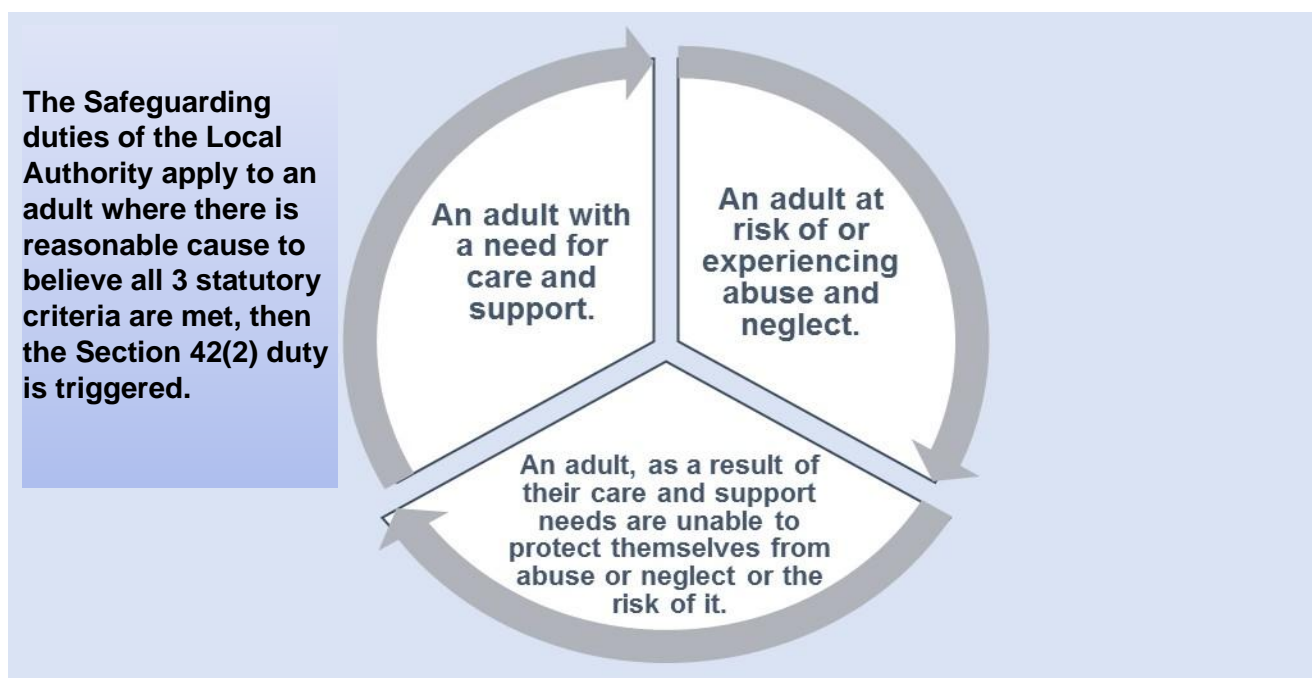 The Safeguarding
duties of the Local
Authority apply to an
adult where there is
reasonable cause to
believe all 3 statutory
criteria are met, then
the Section 42(2) duty
is triggered.
An adult with
a need for
care and
support.
An adult at
risk of or
experiencing
abuse and
neglect.
An adult, as a result of
their care and support
needs are unable to
protect themselves from
abuse or neglect or the
risk of it.